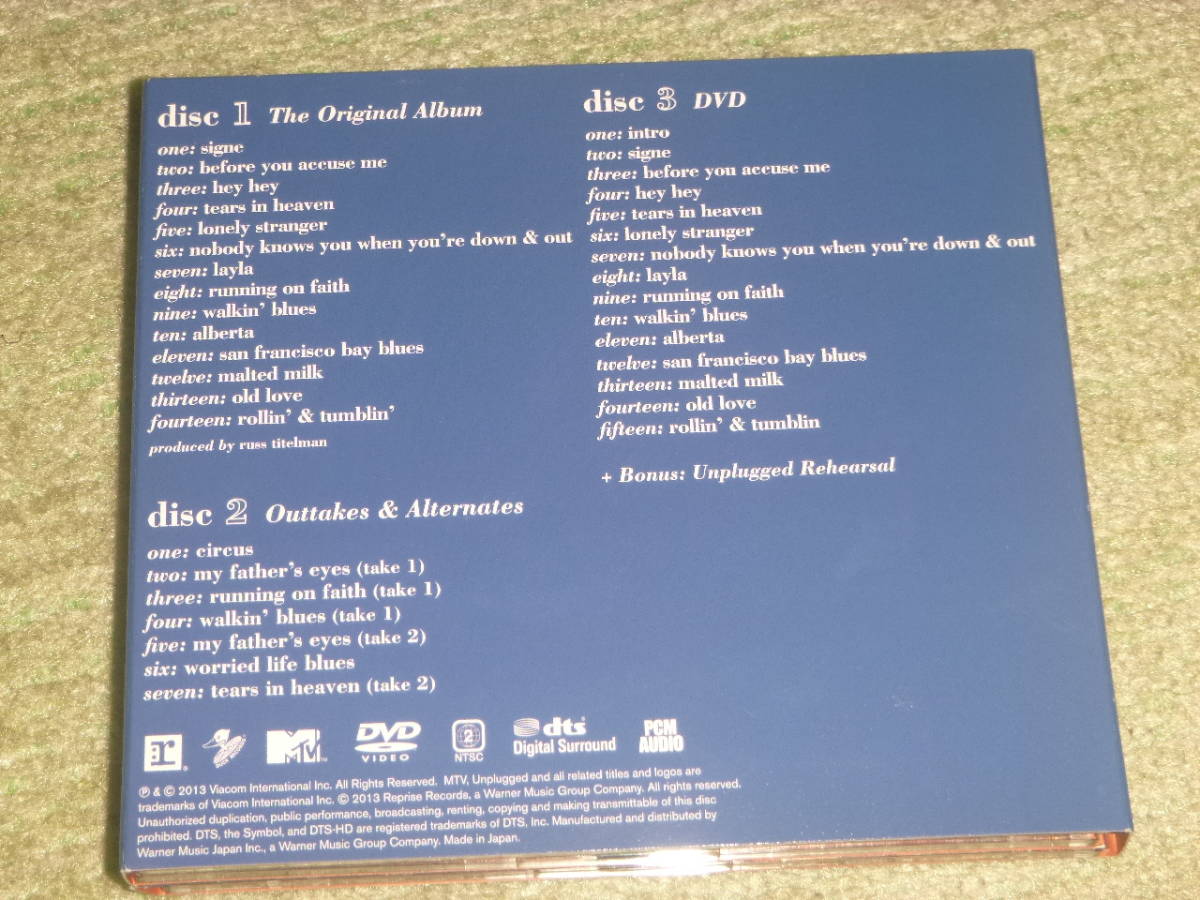 disc 1 The Original Album
one: signe
two: before you accuse me
three: hey hey
four: tears in heaven
five: lonely stranger
six: nobody knows you when you're down & out
seven: layla
eight: running on faith
nine: walkin' blues
ten: alberta
eleven: san francisco bay blues
twelve: malted milk
thirteen: old love
fourteen: rollin' & tumblin'
produced by russ titelman
disc 2 Outtakes & Alternates
one: circus
two: my father's eyes (take 1)
three: running on faith (take 1)
four: walkin' blues (take 1)
five: my father's eyes (take 2)
six: worried life blues
seven: tears in heaven (take 2)
disc 3 DVD
one: intro
two: signe
three: before you accuse me
four: hey hey
five: tears in heaven
six: lonely stranger
seven: nobody knows you when you're down & out
eight: layla
nine: running on faith
ten: walkin' blues
eleven: alberta
twelve: san francisco bay blues
thirteen: malted milk
fourteen: old love
fifteen: rollin' & tumblin
+ Bonus: Unplugged Rehearsal
r
MTV
DVD
VIDEO
2
NTSC
dts
Digital Surround
PCM
AUDIO
℗ & © 2013 Viacom International Inc. All Rights Reserved. MTV, Unplugged and all related titles and logos are
trademarks of Viacom International Inc. © 2013 Reprise Records, a Warner Music Group Company. All rights reserved.
Unauthorized duplication, public performance, broadcasting, renting, copying and making transmittable of this disc
prohibited. DTS, the Symbol, and DTS-HD are registered trademarks of DTS, Inc. Manufactured and distributed by
Warner Music Japan Inc., a Warner Music Group Company. Made in Japan.